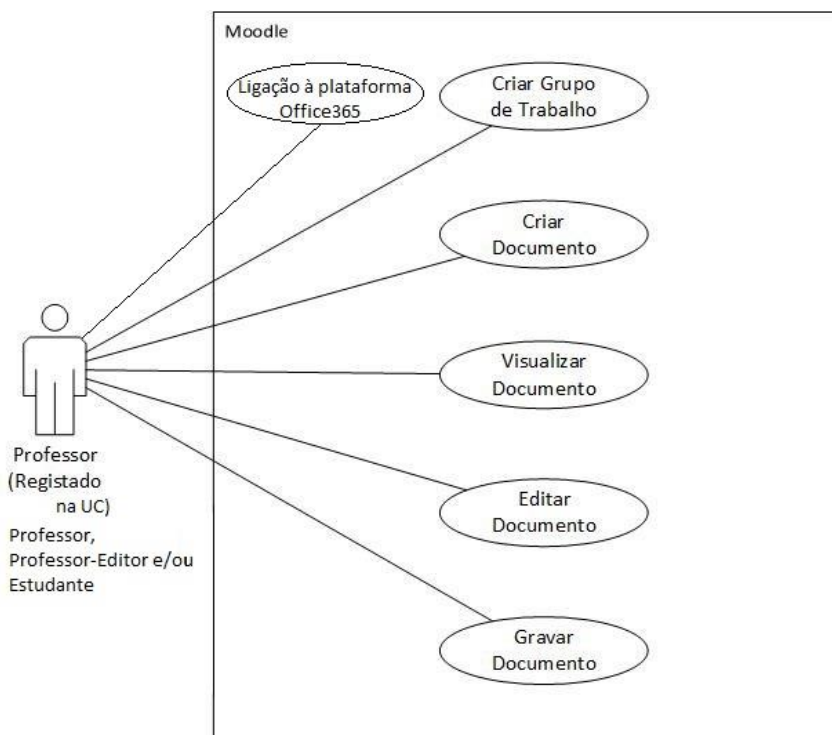 Moodle
Ligação à plataforma
Office365
Criar Grupo
de Trabalho
Criar
Documento
Visualizar
Documento
Editar
Documento
Gravar
Documento
Professor
(Registado
na UC)
Professor,
Professor-Editor e/ou
Estudante